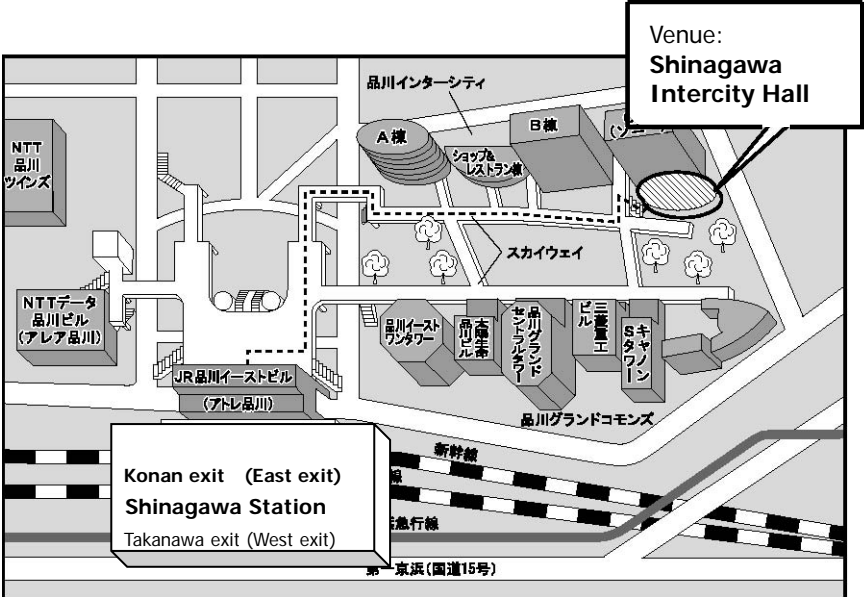 Venue:
Shinagawa
Intercity Hall
品川インターシティ
A棟
ショップ&
レストラン棟
B棟
NTT
品川
ツインズ
スカイウェイ
NTTデータ
品川ビル
(アレア品川)
品川イースト
ワンタワー
太陽生命
品川ビル
品川グランド
セントラルタワー
三菱重工
ビル
キャノン
Sタワー
JR品川イーストビル
(アトレ品川)
品川グランドコモンズ
新幹線
Konan exit (East exit)
Shinagawa Station
Takanawa exit (West exit)
線
急行線
第一京浜(国道15号)